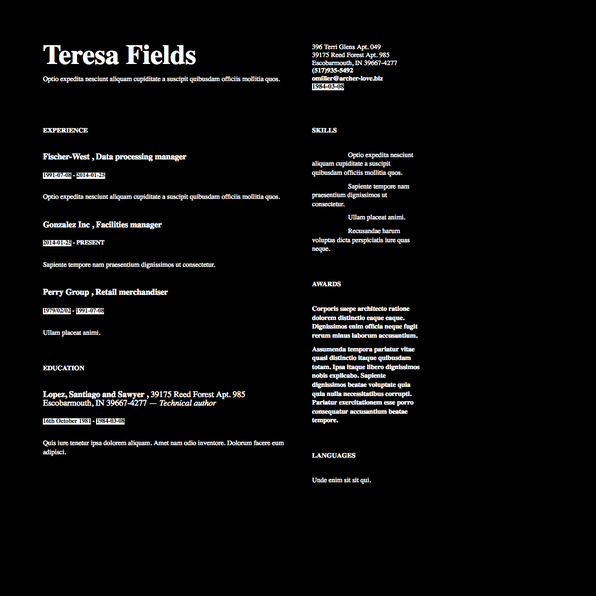 Teresa Fields
Optio expedita nesciunt aliquam cupiditate a suscipit quibusdam officiis mollitia quos.
396 Terri Glens Apt. 049
39175 Reed Forest Apt. 985
Escobarmouth, IN 39667-4277
(517)935-5492
omiller@archer-love.biz
1984-03-08
EXPERIENCE
Fischer-West , Data processing manager
1991-07-08 - 2014-01-25
Optio expedita nesciunt aliquam cupiditate a suscipit quibusdam officiis mollitia quos.
Gonzalez Inc , Facilities manager
2014-01-25 - PRESENT
Sapiente tempore nam praesentium dignissimos ut consectetur.
Perry Group , Retail merchandiser
1979/02/02 - 1991-07-08
Ullam placeat animi.
EDUCATION
Lopez, Santiago and Sawyer , 39175 Reed Forest Apt. 985
Escobarmouth, IN 39667-4277 — Technical author
16th October 1981 - 1984-03-08
Quis iure tenetur ipsa dolorem aliquam. Amet nam odio inventore. Dolorum facere eum
adipisci.
SKILLS
Optio expedita nesciunt
aliquam cupiditate a suscipit
quibusdam officiis mollitia quos.
Sapiente tempore nam
praesentium dignissimos ut
consectetur.
Ullam placeat animi.
Recusandae harum
voluptas dicta perspiciatis iure quas
neque.
AWARDS
Corporis saepe architecto ratione
dolorem distinctio eaque eaque.
Dignissimos enim officia neque fugit
rerum minus laborum accusantium.
Assumenda tempora pariatur vitae
quasi distinctio itaque quibusdam
totam. Ipsa itaque libero dignissimos
nobis explicabo. Sapiente
dignissimos beatae voluptate quia
quia nulla necessitatibus corrupti.
Pariatur exercitationem esse porro
consequatur accusantium beatae
tempore.
LANGUAGES
Unde enim sit sit qui.